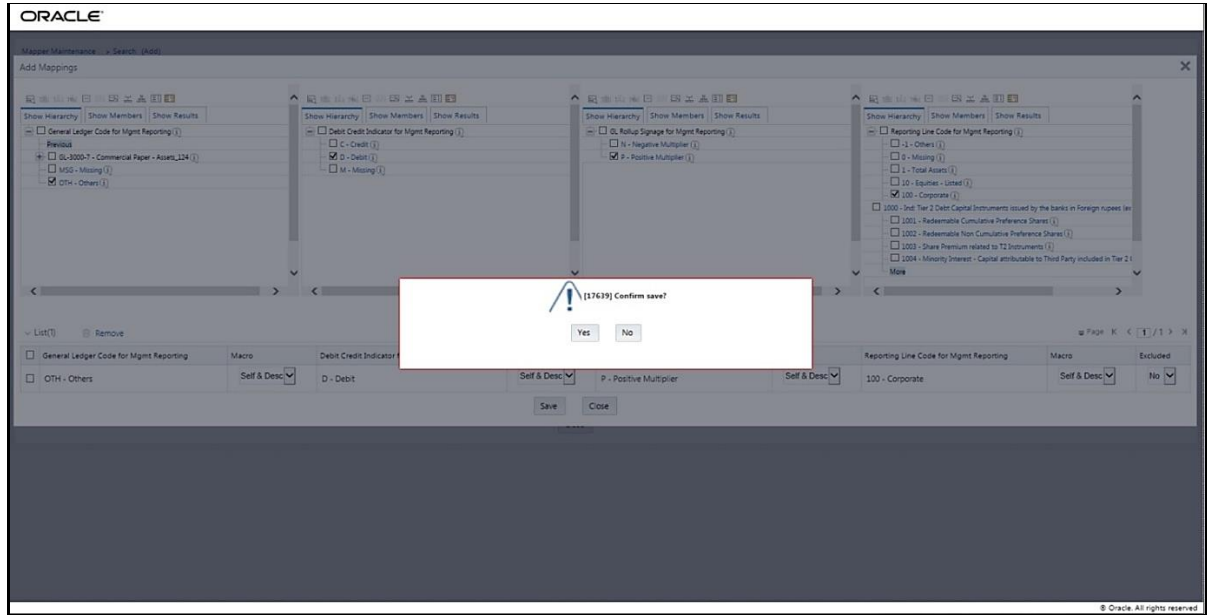 ORACLE
Mapper Maintenance > Search (Add)
Add Mappings
Show Hierarchy Show Members Show Results
General Ledger Code for Mgmt Reporting
Previous
GL-3000-7 - Commercial Paper - Assets_124
MSG - Missing
OTH - Others
Show Hierarchy Show Members Show Results
Debit Credit Indicator for Mgmt Reporting
C - Credit
D - Debit
M - Missing
Show Hierarchy Show Members Show Results
GL Rollup Signage for Mgmt Reporting
N - Negative Multiplier
P - Positive Multiplier
Show Hierarchy Show Members Show Results
Reporting Line Code for Mgmt Reporting
-1 - Others
0 - Missing
1 - Total Assets
10 - Equities - Listed
100 - Corporate
1000 - Ind: Tier 2 Debt Capital Instruments issued by the banks in Foreign rupees
1001 - Redeemable Cumulative Preference Shares
1002 - Redeemable Non Cumulative Preference Shares
1003 - Share Premium related to T2 Instruments
1004 - Minority Interest - Capital attributable to Third Party included in Tier 2
More
[17639] Confirm save?
Yes No
List(1) Remove
Page 1 / 1
General Ledger Code for Mgmt Reporting Macro Debit Credit Indicator Reporting Line Code for Mgmt Reporting Macro Excluded
OTH - Others Self & Desc D - Debit Self & Desc P - Positive Multiplier Self & Desc 100 - Corporate Self & Desc No
Save Close
© Oracle. All rights reserved